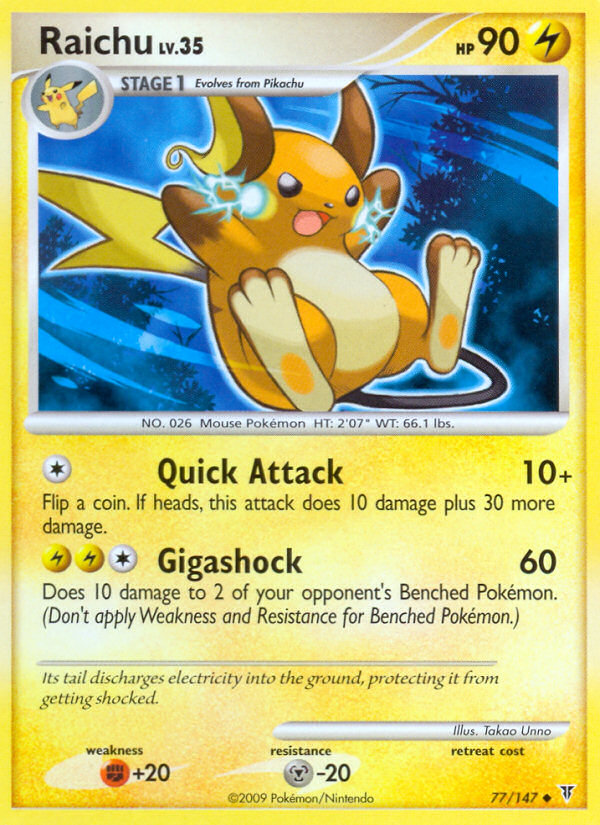 Raichu LV.35 HP 90
STAGE 1 Evolves from Pikachu
NO. 026 Mouse Pokémon HT: 2'07" WT: 66.1 lbs.
Quick Attack 10+
Flip a coin. If heads, this attack does 10 damage plus 30 more
damage.
Gigashock 60
Does 10 damage to 2 of your opponent's Benched Pokémon.
(Don't apply Weakness and Resistance for Benched Pokémon.)
Its tail discharges electricity into the ground, protecting it from
getting shocked.
Illus. Takao Unno
weakness resistance retreat cost
+20 -20
©2009 Pokémon/Nintendo 77/147